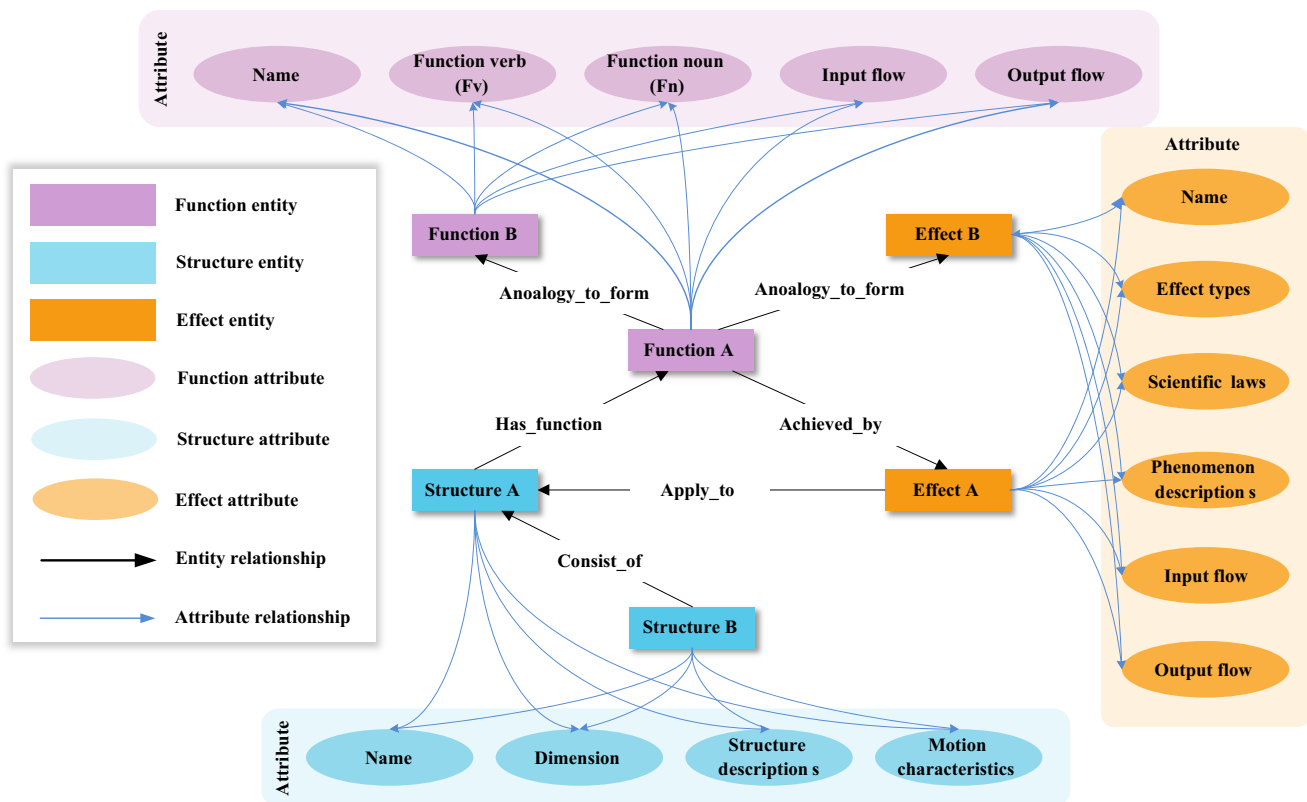 Attribute
Name
Function verb
(Fv)
Function noun
(Fn)
Input flow
Output flow
Function entity
Structure entity
Effect entity
Function attribute
Structure attribute
Effect attribute
Entity relationship
Attribute relationship
Function B
Effect B
Anoalogy_to_form
Anoalogy_to_form
Function A
Has_function
Achieved_by
Structure A
Apply_to
Effect A
Consist_of
Structure B
Attribute
Name
Effect types
Scientific laws
Phenomenon
description s
Input flow
Output flow
Attribute
Name
Dimension
Structure
description s
Motion
characteristics